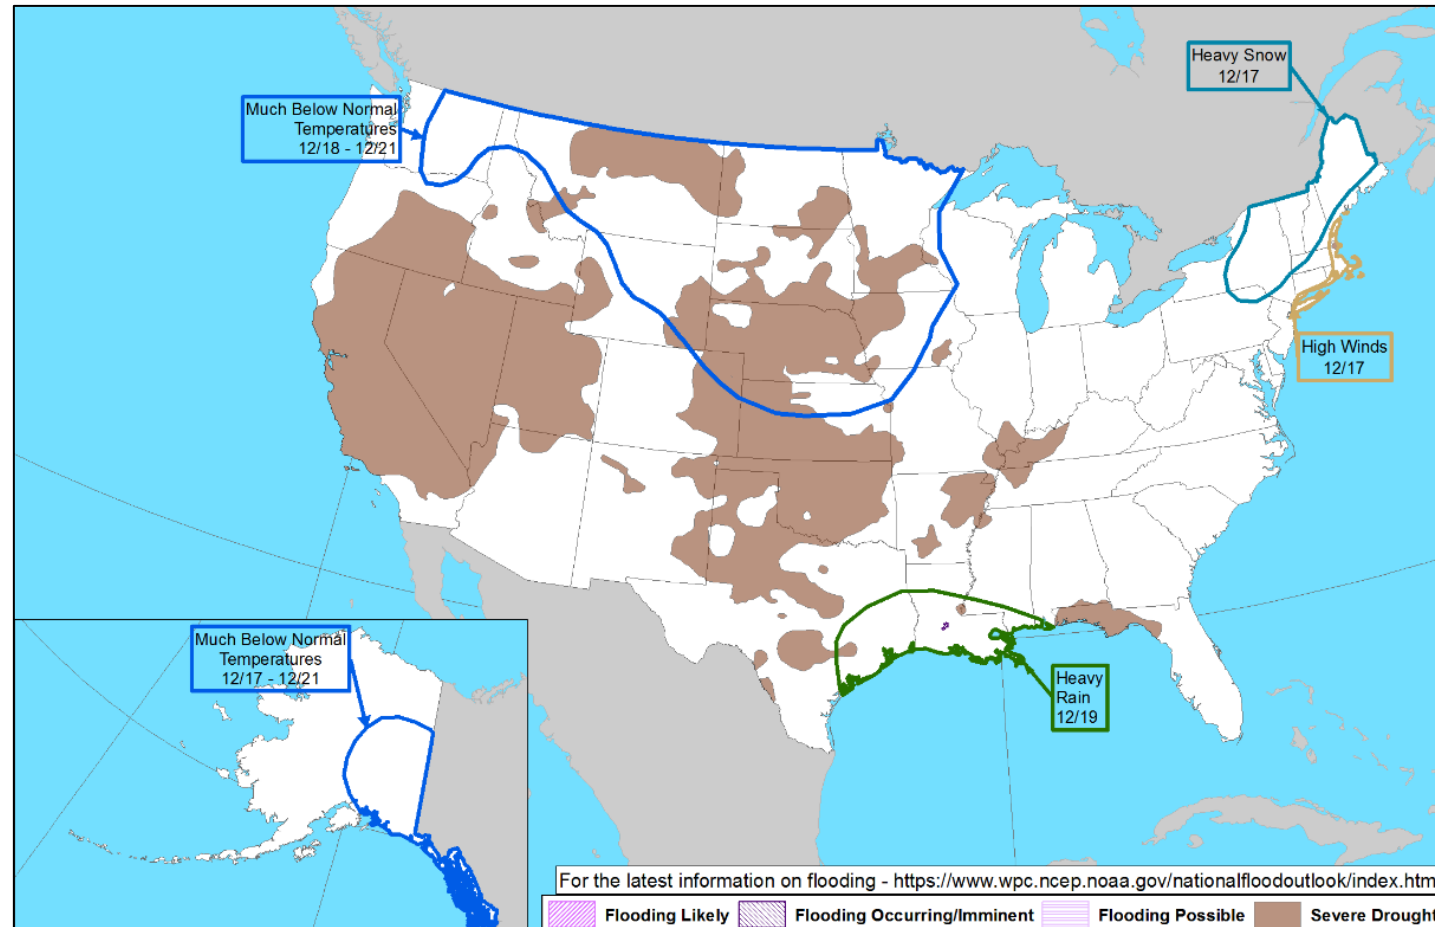 Heavy Snow
12/17
Much Below Normal
Temperatures
12/18 - 12/21
High Winds
12/17
Much Below Normal
Temperatures
12/17 - 12/21
Heavy
Rain
12/19
For the latest information on flooding - https://www.wpc.ncep.noaa.gov/nationalfloodoutlook/index.htm
Flooding Likely Flooding Occurring/Imminent Flooding Possible Severe Drought